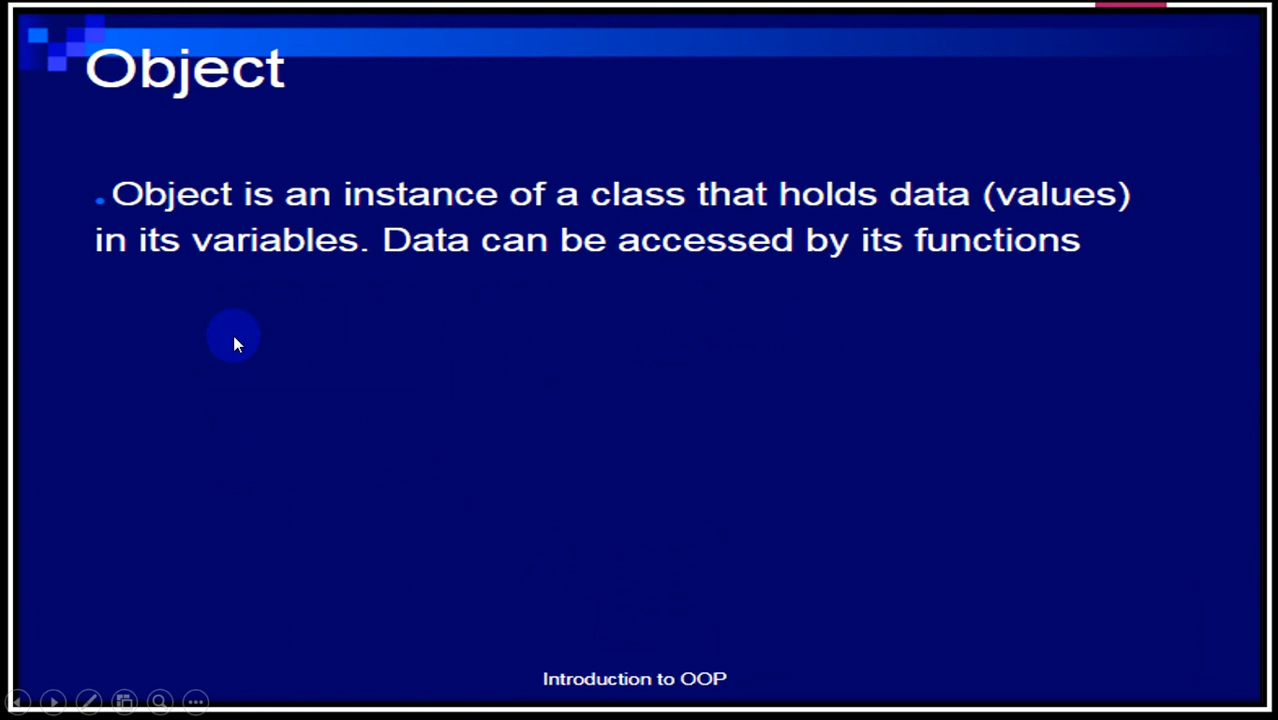 Object
Object is an instance of a class that holds data (values)
in its variables. Data can be accessed by its functions
Introduction to OOP